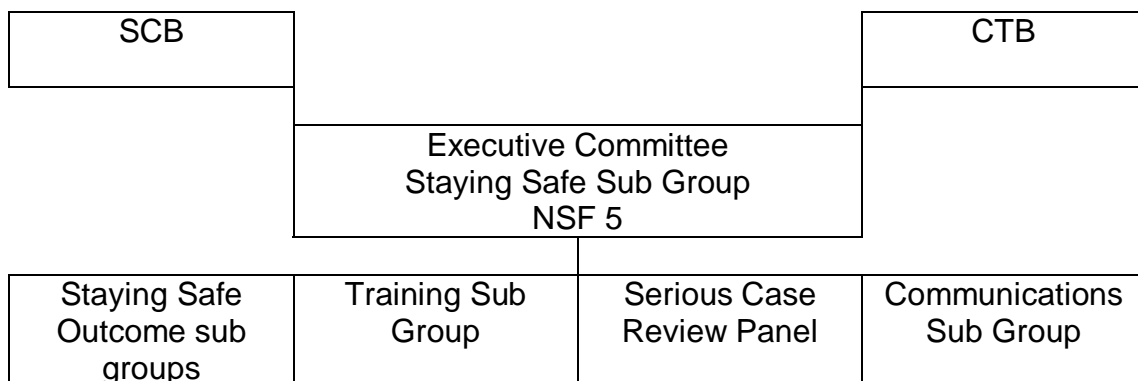 SCB
CTB
Executive Committee
Staying Safe Sub Group
NSF 5
Staying Safe
Outcome sub
groups
Training Sub
Group
Serious Case
Review Panel
Communications
Sub Group